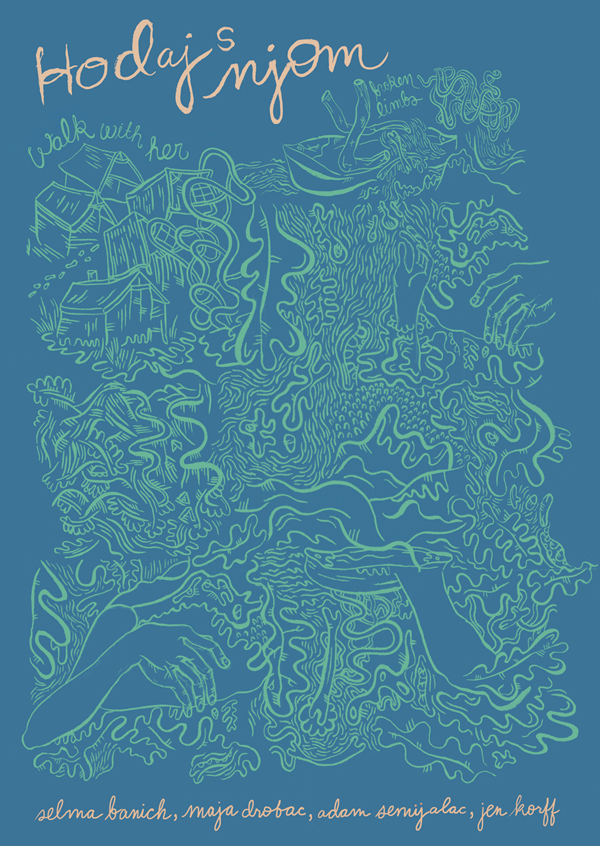 Hodaj s njom
walk with her
broken
limbs
selma banich, maja drobac, adam semijalac, jen korff